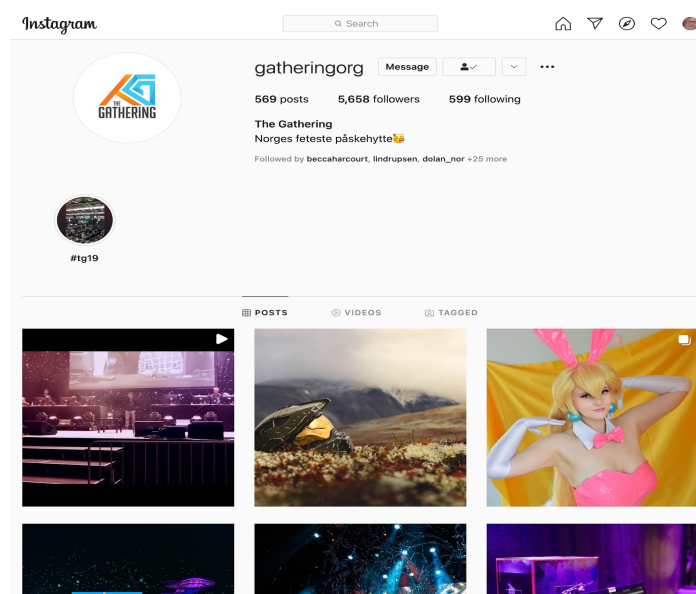 Instagram
Search
gatheringorg Message
569 posts 5,658 followers 599 following
The Gathering
Norges feteste påskehytte🥳
Followed by beccaharcourt, lindrupsen, dolan_nor +25 more
THE
GATHERING
#tg19
POSTS VIDEOS TAGGED